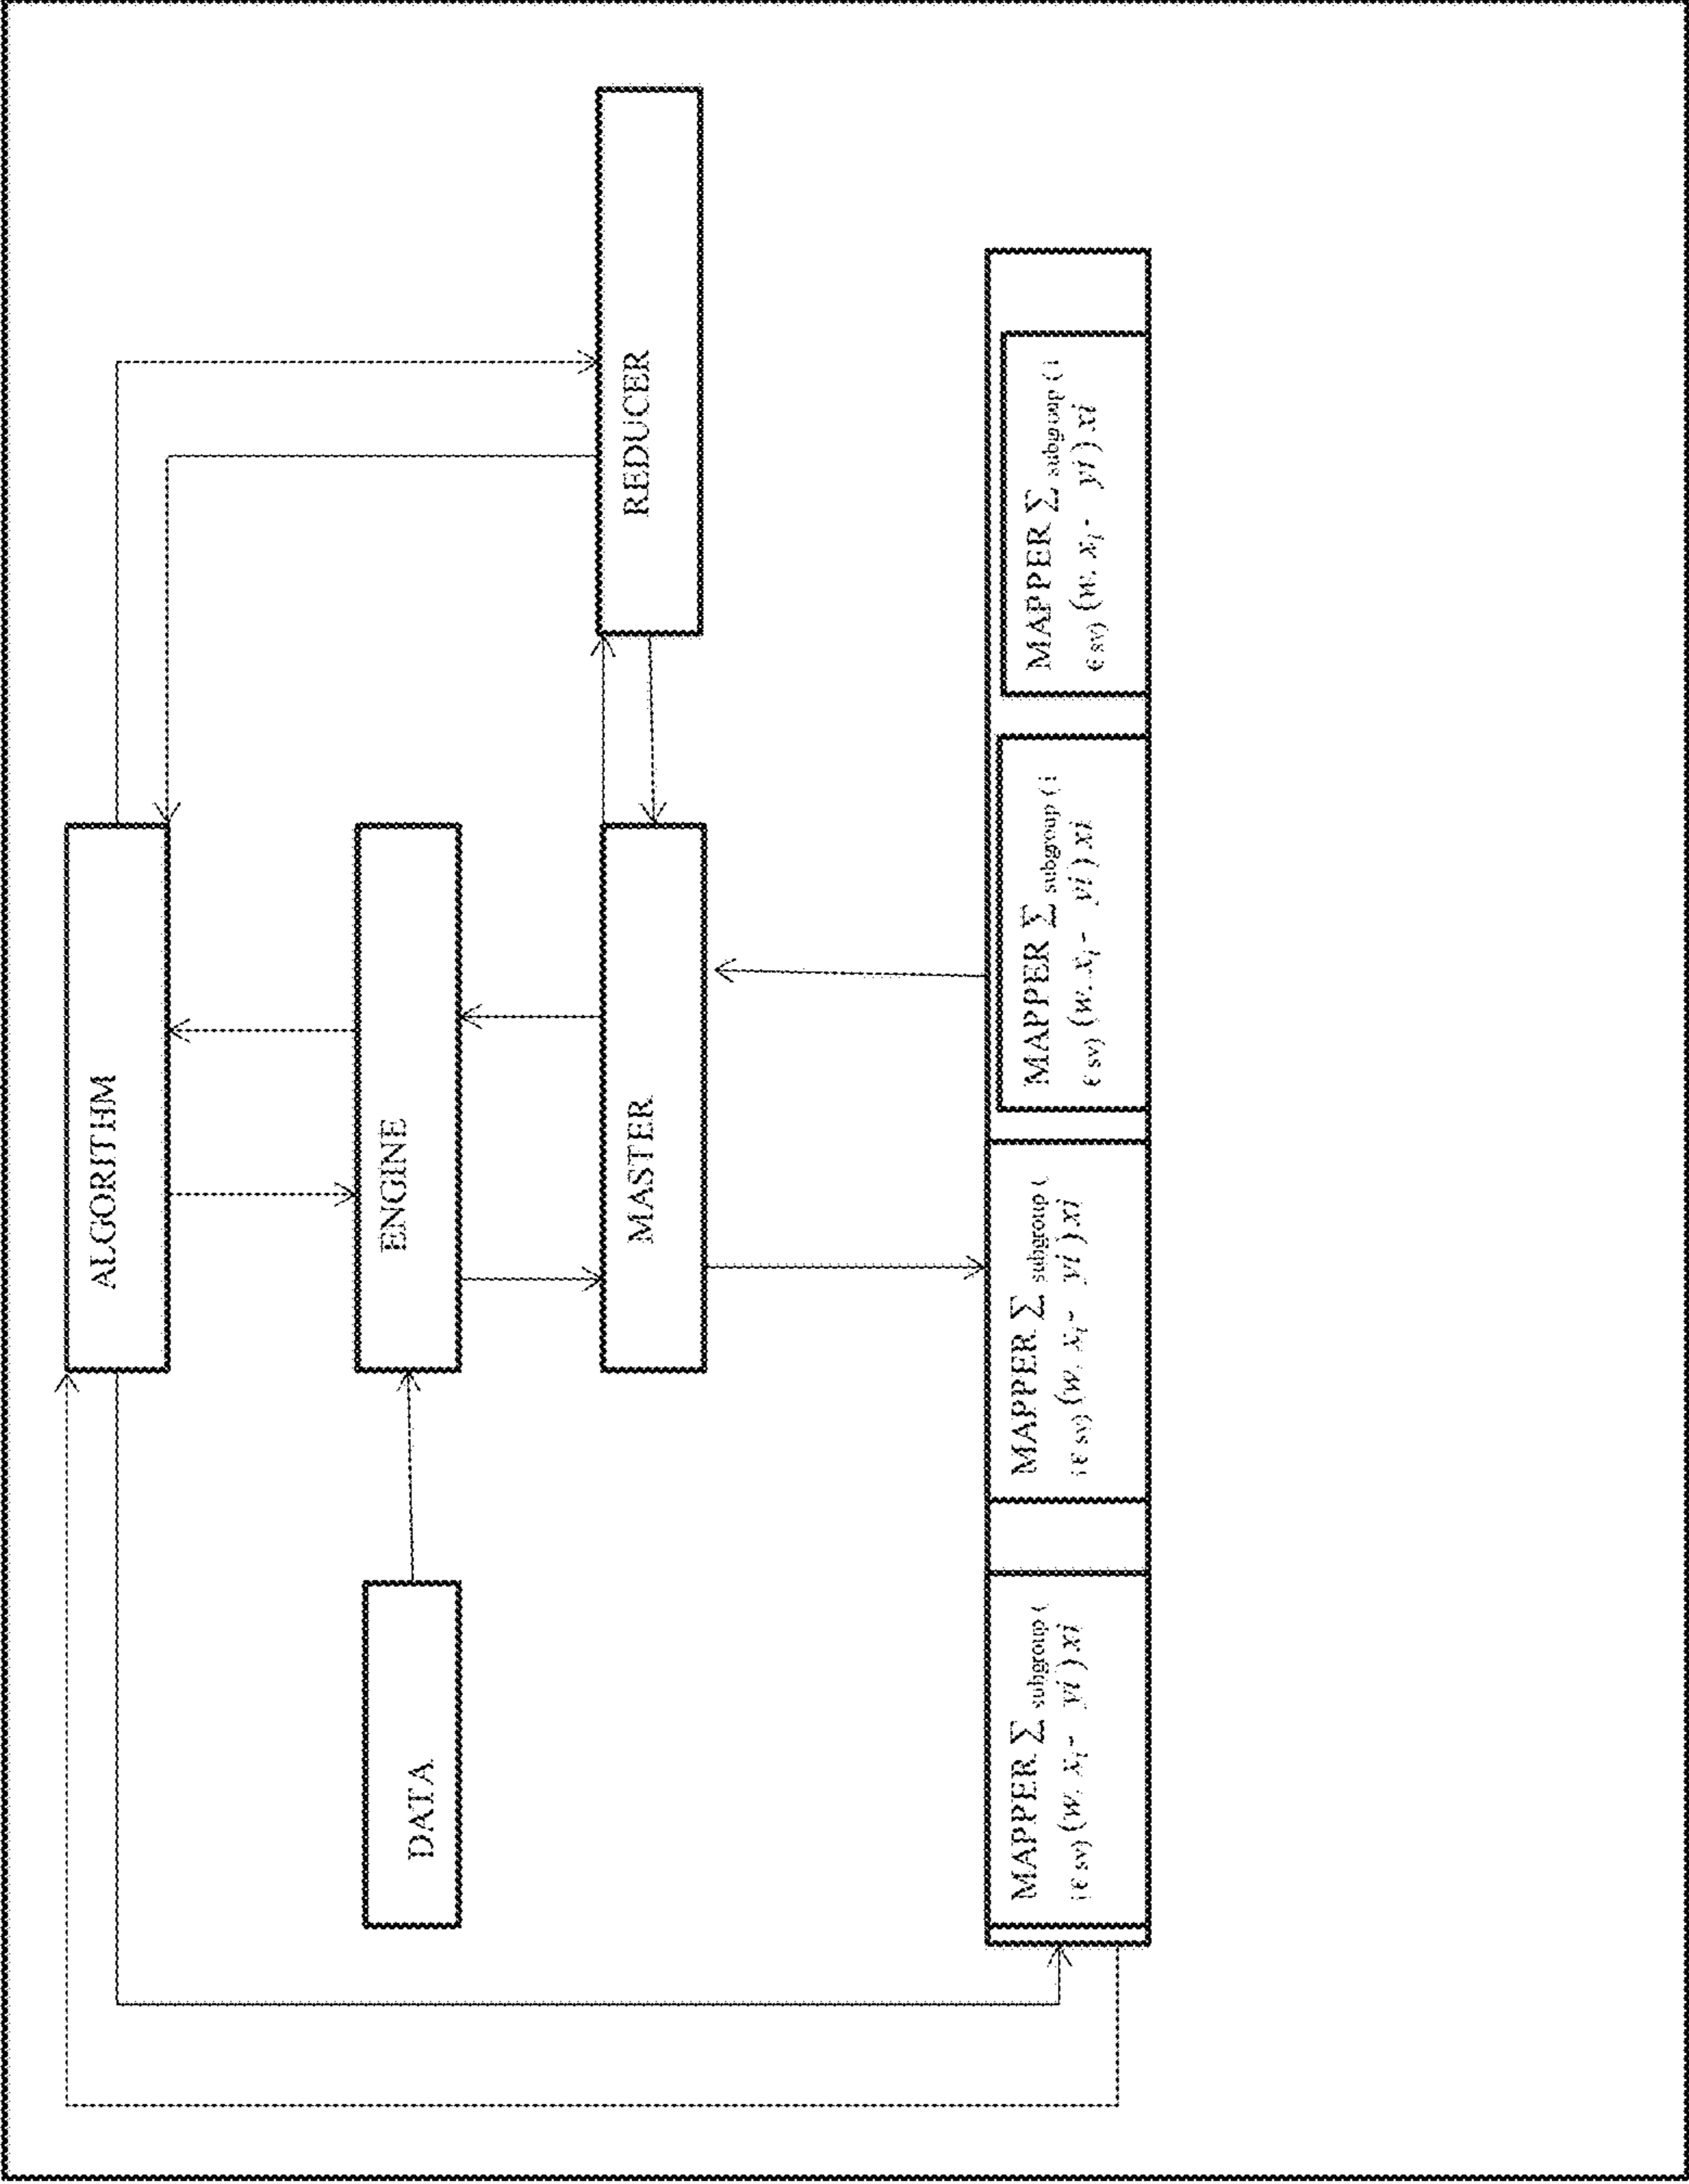 ALGORITHM
DATA
ENGINE
MASTER
REDUCER
MAPPER ∑ subgroup (
i∈ sv) (w. xᵢ - yi ) xi
MAPPER ∑ subgroup (
i∈ sv) (w. xᵢ - yi ) xi
MAPPER ∑ subgroup ( i
∈ sv) (w. xᵢ - yi ) xi
MAPPER ∑ subgroup ( i
∈ sv) (w. xᵢ - yi ) xi